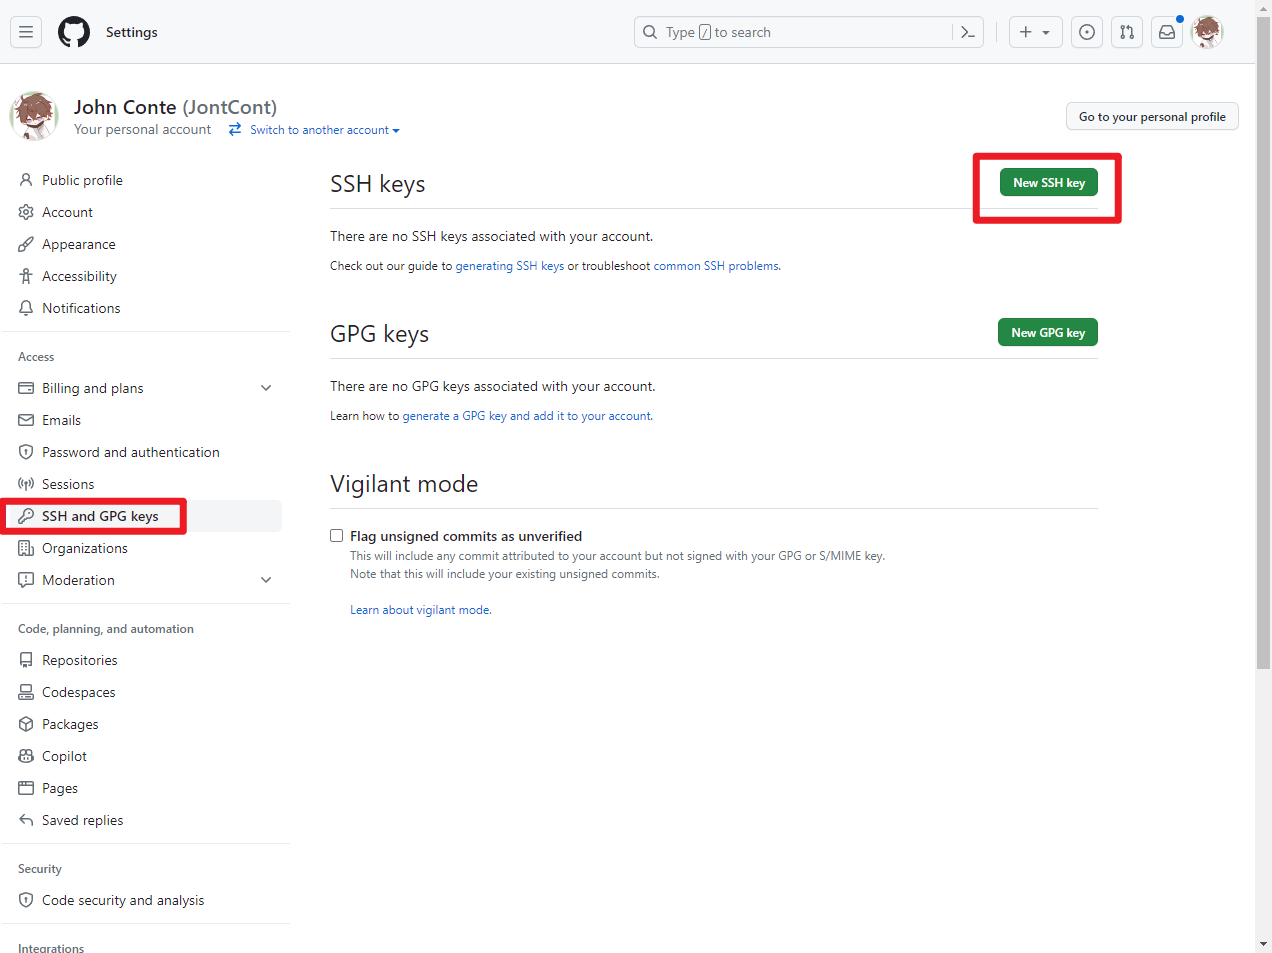 Settings
Type / to search
John Conte (JontCont)
Your personal account Switch to another account
Go to your personal profile
Public profile
Account
Appearance
Accessibility
Notifications
Access
Billing and plans
Emails
Password and authentication
Sessions
SSH and GPG keys
Organizations
Moderation
Code, planning, and automation
Repositories
Codespaces
Packages
Copilot
Pages
Saved replies
Security
Code security and analysis
Integrations
SSH keys
New SSH key
There are no SSH keys associated with your account.
Check out our guide to generating SSH keys or troubleshoot common SSH problems.
GPG keys
New GPG key
There are no GPG keys associated with your account.
Learn how to generate a GPG key and add it to your account.
Vigilant mode
Flag unsigned commits as unverified
This will include any commit attributed to your account but not signed with your GPG or S/MIME key.
Note that this will include your existing unsigned commits.
Learn about vigilant mode.